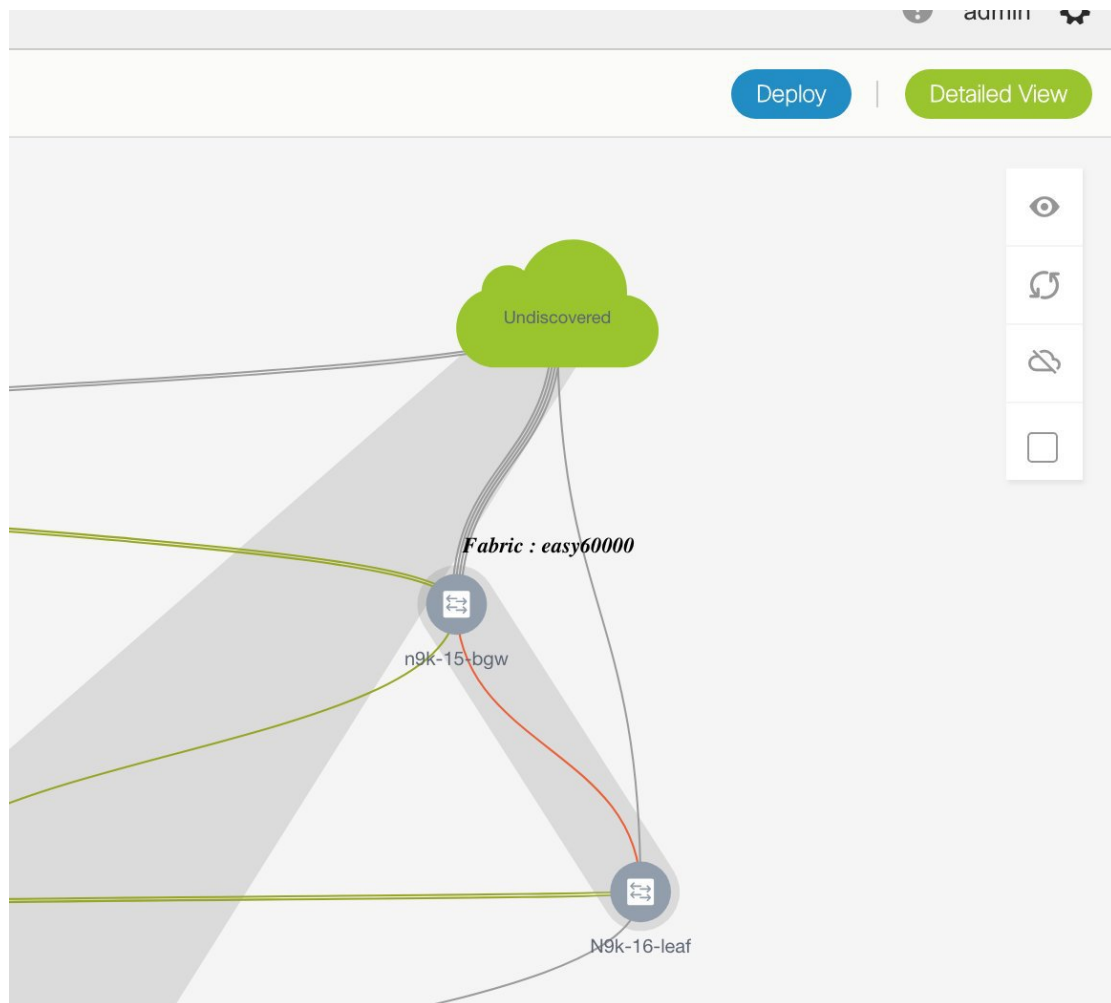 admin
Deploy
Detailed View
Undiscovered
Fabric : easy60000
n9k-15-bgw
N9k-16-leaf